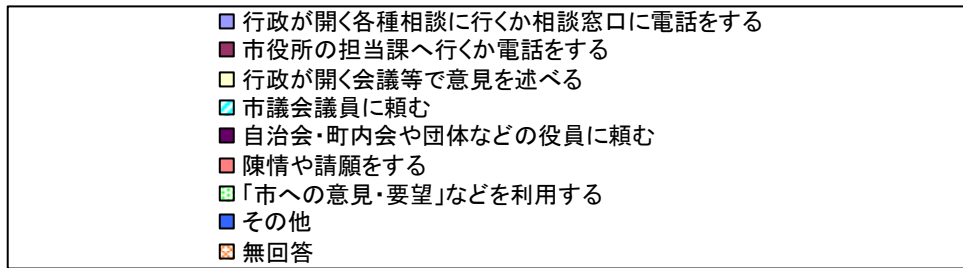 行政が開く各種相談に行くか相談窓口に電話をする
市役所の担当課へ行くか電話をする
行政が開く会議等で意見を述べる
市議会議員に頼む
自治会・町内会や団体などの役員に頼む
陳情や請願をする
「市への意見・要望」などを利用する
その他
無回答